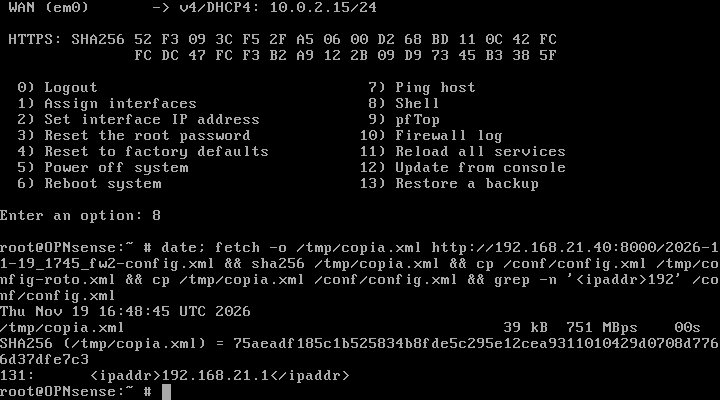 WAN (em0)       -> v4/DHCP4: 10.0.2.15/24
HTTPS: SHA256 52 F3 09 3C F5 2F A5 06 00 D2 68 BD 11 0C 42 FC
              FC DC 47 FC F3 B2 A9 12 2B 09 D9 73 45 B3 38 5F
0) Logout                              7) Ping host
1) Assign interfaces                   8) Shell
2) Set interface IP address            9) pfTop
3) Reset the root password            10) Firewall log
4) Reset to factory defaults          11) Reload all services
5) Power off system                   12) Update from console
6) Reboot system                      13) Restore a backup
Enter an option: 8
root@OPNsense:~ # date; fetch -o /tmp/copia.xml http://192.168.21.40:8000/2026-1
1-19_1745_fw2-config.xml && sha256 /tmp/copia.xml && cp /conf/config.xml /tmp/co
nfig-roto.xml && cp /tmp/copia.xml /conf/config.xml && grep -n '<ipaddr>192' /co
nf/config.xml
Thu Nov 19 16:48:45 UTC 2026
/tmp/copia.xml                                          39 kB  751 MBps    00s
SHA256 (/tmp/copia.xml) = 75aeadf185c1b525834b8fde5c295e12cea9311010429d0708d776
6d37dfe7c3
131:      <ipaddr>192.168.21.1</ipaddr>
root@OPNsense:~ #